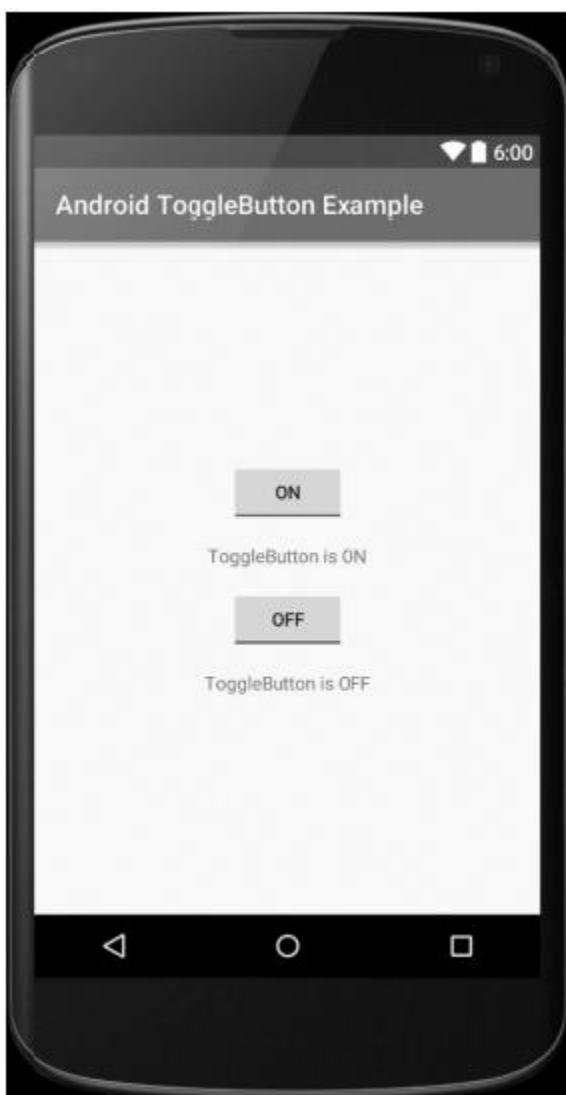 6:00
Android ToggleButton Example
ON
ToggleButton is ON
OFF
ToggleButton is OFF